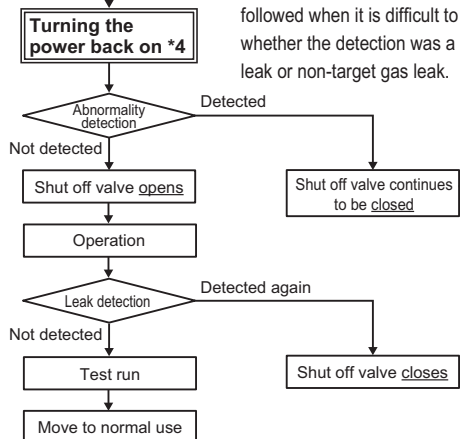 followed when it is difficult to
whether the detection was a
leak or non-target gas leak.
Turning the
power back on *4
Abnormality
detection
Detected
Not detected
Shut off valve opens
Shut off valve continues
to be closed
Operation
Leak detection
Detected again
Not detected
Test run
Shut off valve closes
Move to normal use